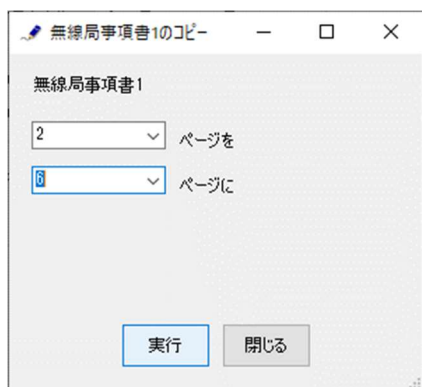 無線局事項書1のコピー
無線局事項書1
2 ページを
6 ページに
実行 閉じる